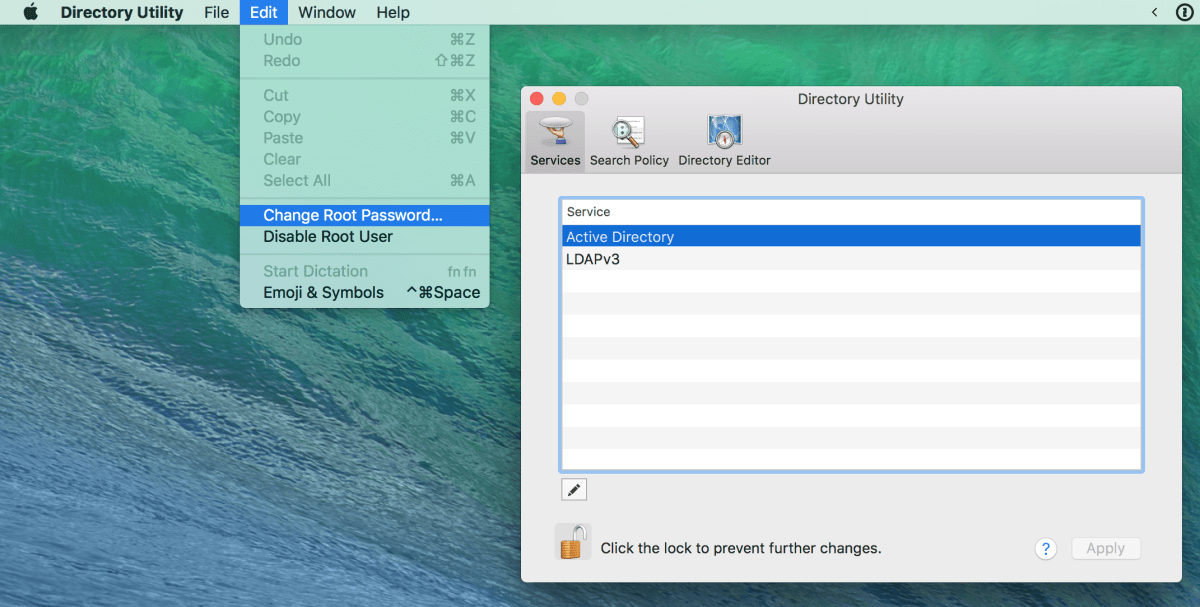 Directory Utility File Edit Window Help
Undo ⌘Z
Redo ⇧⌘Z
Cut ⌘X
Copy ⌘C
Paste ⌘V
Clear
Select All ⌘A
Change Root Password...
Disable Root User
Start Dictation fn fn
Emoji & Symbols ^⌘Space
Directory Utility
Services Search Policy Directory Editor
Service
Active Directory
LDAPv3
Click the lock to prevent further changes.
? Apply